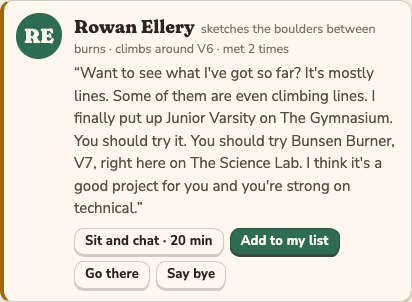 RE
Rowan Ellery sketches the boulders between
burns · climbs around V6 · met 2 times
“Want to see what I've got so far? It's mostly
lines. Some of them are even climbing lines. I
finally put up Junior Varsity on The Gymnasium.
You should try it. You should try Bunsen Burner,
V7, right here on The Science Lab. I think it's a
good project for you and you're strong on
technical.”
Sit and chat · 20 min Add to my list
Go there Say bye